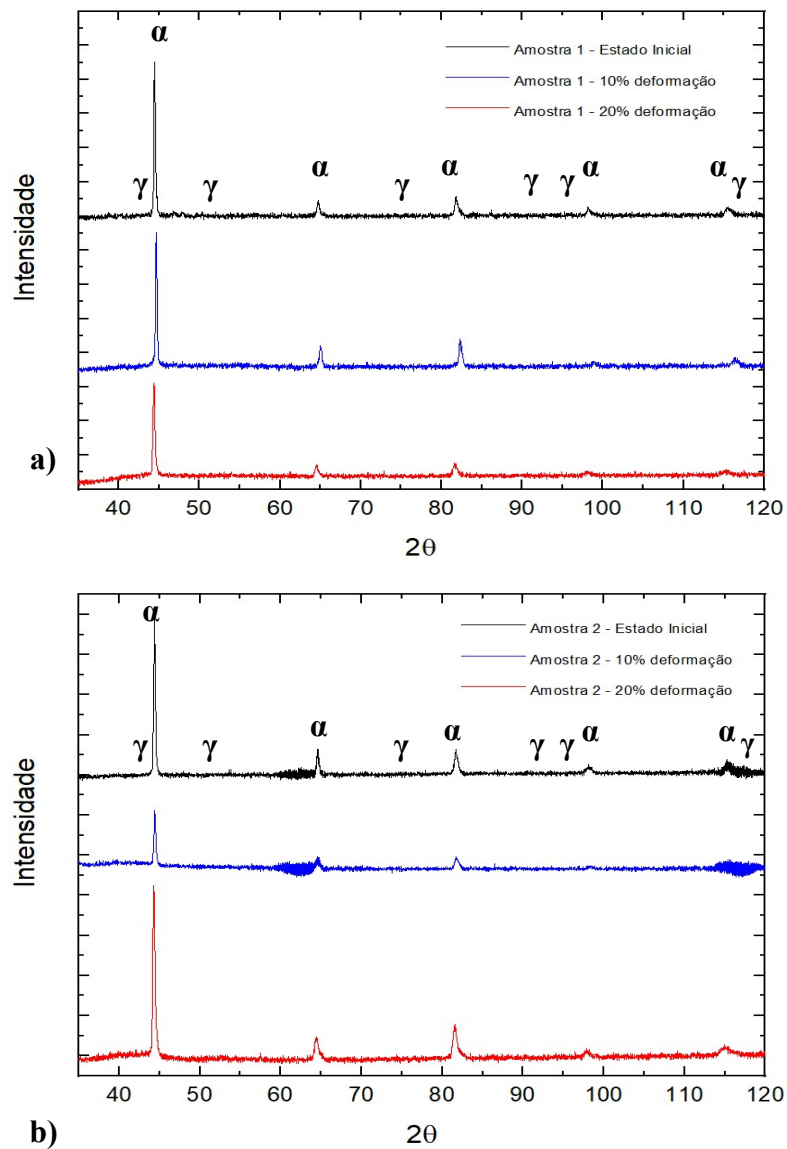 α
Amostra 1 - Estado Inicial
Amostra 1 - 10% deformação
Amostra 1 - 20% deformação
γ γ α γ α γ γ α α γ
Intensidade
a)
40 50 60 70 80 90 100 110 120
2θ
α
Amostra 2 - Estado Inicial
Amostra 2 - 10% deformação
Amostra 2 - 20% deformação
γ γ α γ α γ γ α α γ
Intensidade
40 50 60 70 80 90 100 110 120
b)
2θ